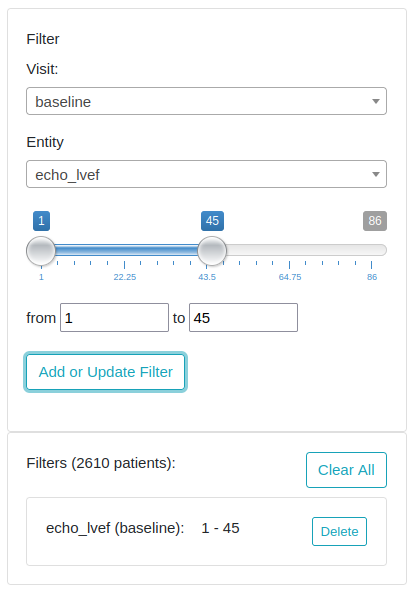 Filter
Visit:
baseline
Entity
echo_lvef
1 45 86
1 22.25 43.5 64.75 86
from 1 to 45
Add or Update Filter
Filters (2610 patients):
Clear All
echo_lvef (baseline): 1 - 45
Delete